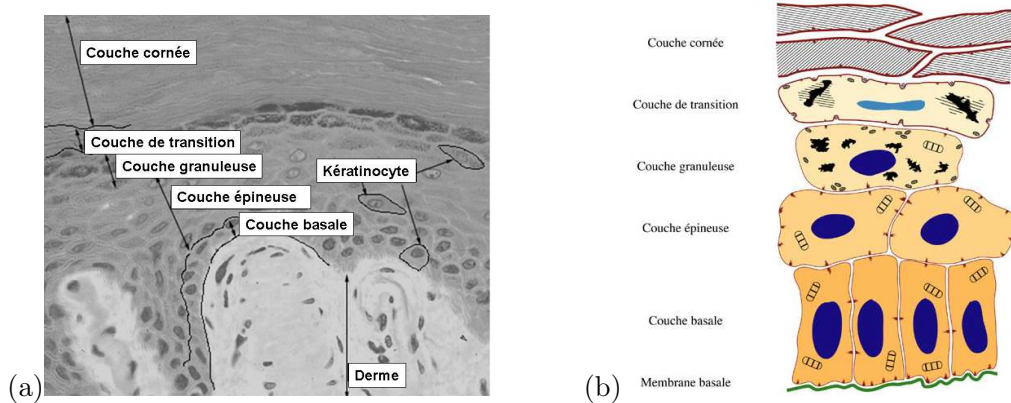 Couche cornée
Couche de transition
Couche granuleuse
Kératinocyte
Couche épineuse
Couche basale
Derme
(a)
Couche cornée
Couche de transition
Couche granuleuse
Couche épineuse
Couche basale
Membrane basale
(b)